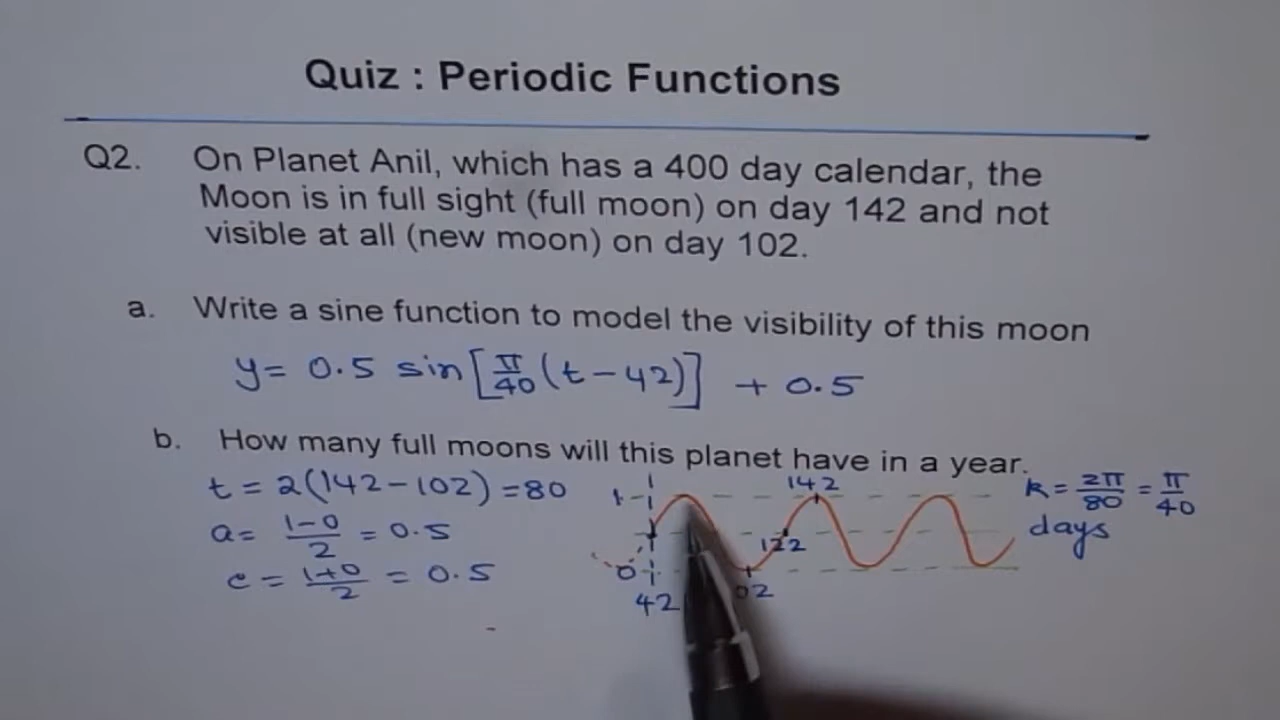 Quiz : Periodic Functions
Q2. On Planet Anil, which has a 400 day calendar, the
Moon is in full sight (full moon) on day 142 and not
visible at all (new moon) on day 102.
a. Write a sine function to model the visibility of this moon
y = 0.5 sin[π/40 (t - 42)] + 0.5
b. How many full moons will this planet have in a year.
t = 2(142 - 102) = 80
a = 1-0/2 = 0.5
c = 1+0/2 = 0.5
1
142
122
0
42
02
k = 2π/80 = π/40
days